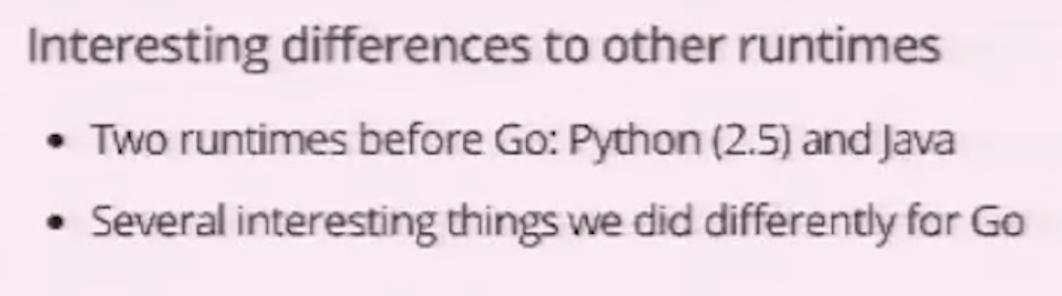 Interesting differences to other runtimes
• Two runtimes before Go: Python (2.5) and Java
• Several interesting things we did differently for Go